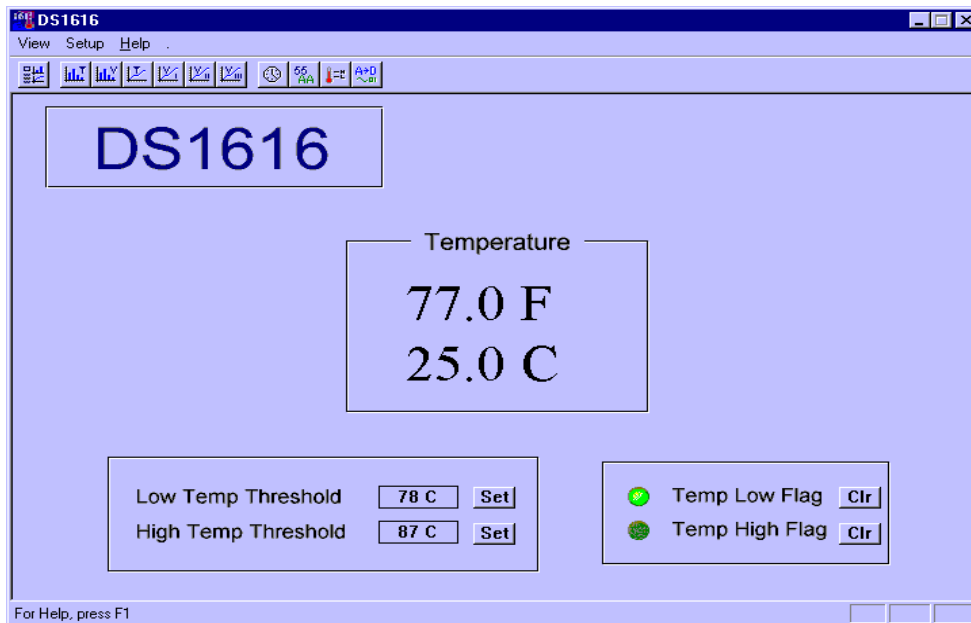 DS1616
View Setup Help .
DS1616
Temperature
77.0 F
25.0 C
Low Temp Threshold 78 C Set
High Temp Threshold 87 C Set
Temp Low Flag Clr
Temp High Flag Clr
For Help, press F1